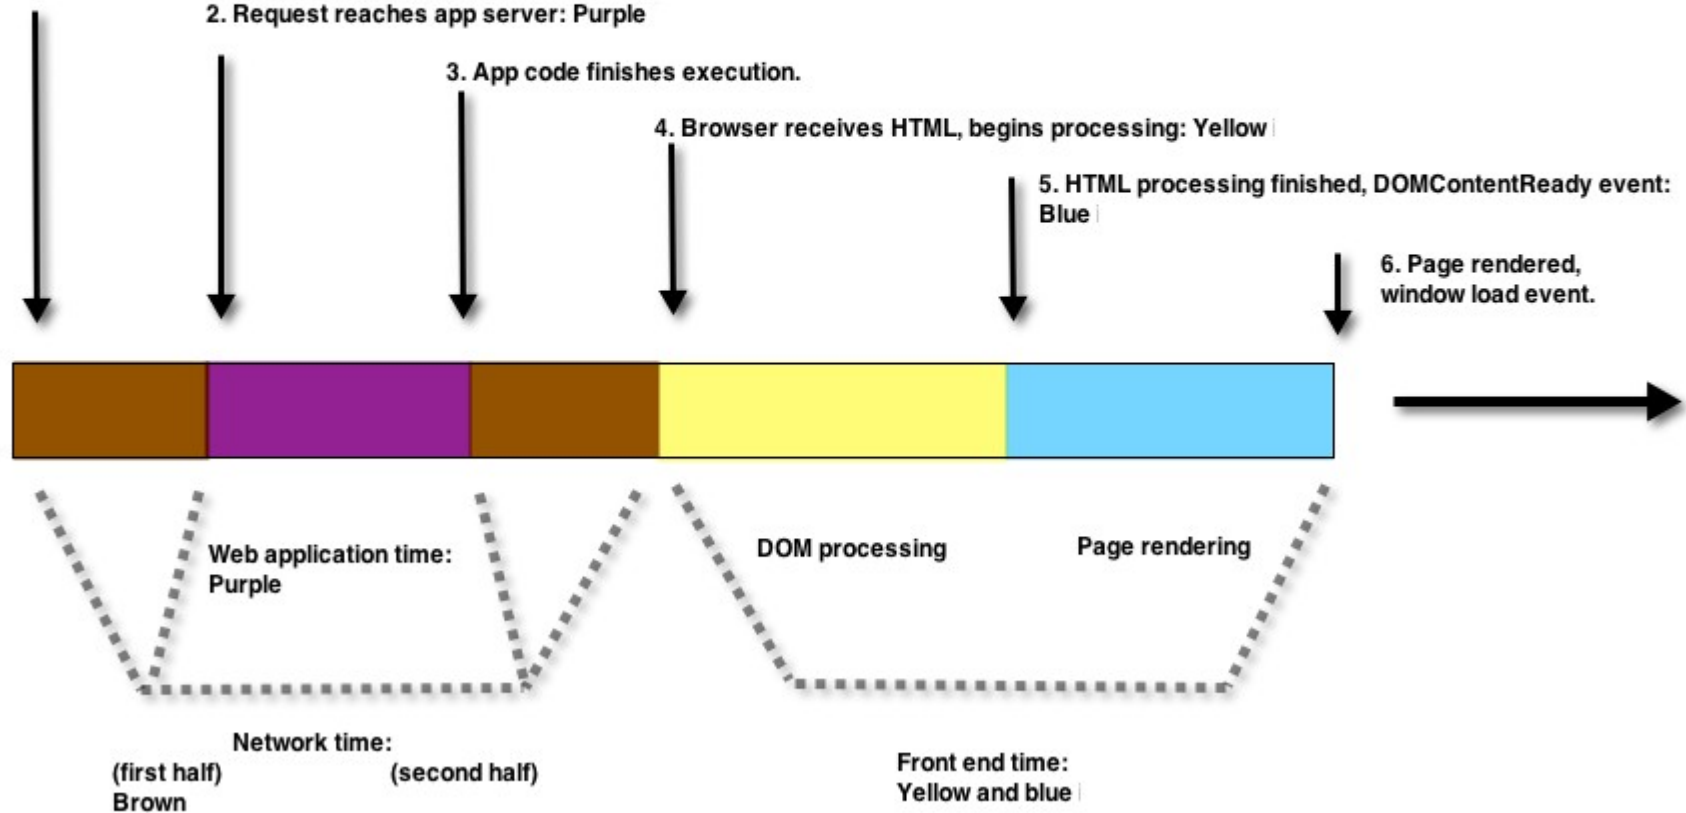 2. Request reaches app server: Purple
3. App code finishes execution.
4. Browser receives HTML, begins processing: Yellow
5. HTML processing finished, DOMContentReady event:
Blue
6. Page rendered,
window load event.
Web application time:
Purple
DOM processing
Page rendering
Network time:
(first half)
(second half)
Brown
Front end time:
Yellow and blue